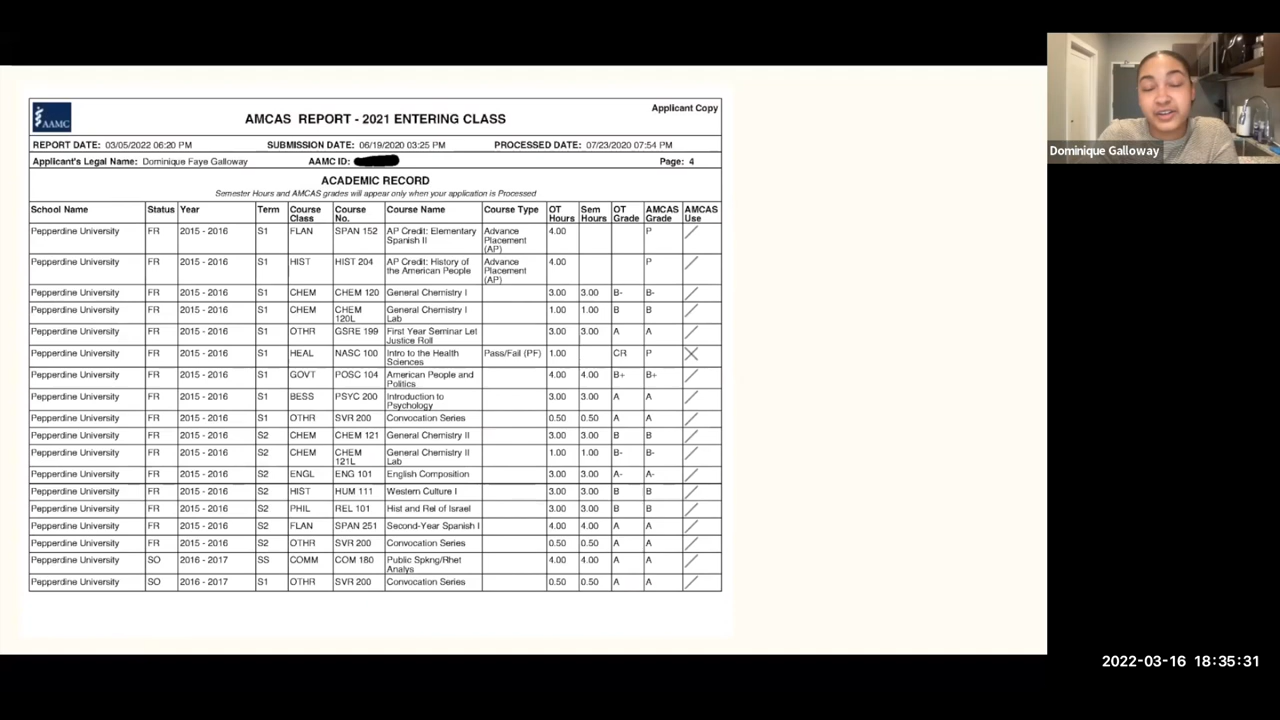 AAMC
AMCAS REPORT - 2021 ENTERING CLASS
Applicant Copy
REPORT DATE: 03/05/2022 06:20 PM SUBMISSION DATE: 06/19/2020 03:25 PM PROCESSED DATE: 07/23/2020 07:54 PM
Applicant's Legal Name: Dominique Faye Galloway AAMC ID: Page: 4
ACADEMIC RECORD
Semester Hours and AMCAS grades will appear only when your application is Processed
School Name Status Year Term Course Class Course No. Course Name Course Type OT Hours Sem Hours OT Grade AMCAS Grade AMCAS Use
Pepperdine University FR 2015 - 2016 S1 FLAN SPAN 152 AP Credit: Elementary Spanish II Advance Placement (AP) 4.00 P
Pepperdine University FR 2015 - 2016 S1 HIST HIST 204 AP Credit: History of the American People Advance Placement (AP) 4.00 P
Pepperdine University FR 2015 - 2016 S1 CHEM CHEM 120 General Chemistry I 3.00 3.00 B- B-
Pepperdine University FR 2015 - 2016 S1 CHEM CHEM 120L General Chemistry I Lab 1.00 1.00 B B
Pepperdine University FR 2015 - 2016 S1 OTHR GSRE 199 First Year Seminar Let Justice Roll 3.00 3.00 A A
Pepperdine University FR 2015 - 2016 S1 HEAL NASC 100 Intro to the Health Sciences Pass/Fail (PF) 1.00 CR P
Pepperdine University FR 2015 - 2016 S1 GOVT POSC 104 American People and Politics 4.00 4.00 B+ B+
Pepperdine University FR 2015 - 2016 S1 BESS PSYC 200 Introduction to Psychology 3.00 3.00 A A
Pepperdine University FR 2015 - 2016 S1 OTHR SVR 200 Convocation Series 0.50 0.50 A A
Pepperdine University FR 2015 - 2016 S2 CHEM CHEM 121 General Chemistry II 3.00 3.00 B B
Pepperdine University FR 2015 - 2016 S2 CHEM CHEM 121L General Chemistry II Lab 1.00 1.00 B- B-
Pepperdine University FR 2015 - 2016 S2 ENGL ENG 101 English Composition 3.00 3.00 A- A-
Pepperdine University FR 2015 - 2016 S2 HIST HUM 111 Western Culture I 3.00 3.00 B B
Pepperdine University FR 2015 - 2016 S2 PHIL REL 101 Hist and Rel of Israel 3.00 3.00 B B
Pepperdine University FR 2015 - 2016 S2 FLAN SPAN 251 Second-Year Spanish I 4.00 4.00 A A
Pepperdine University FR 2015 - 2016 S2 OTHR SVR 200 Convocation Series 0.50 0.50 A A
Pepperdine University SO 2016 - 2017 SS COMM COM 180 Public Spkng/Rhet Analys 4.00 4.00 A A
Pepperdine University SO 2016 - 2017 S1 OTHR SVR 200 Convocation Series 0.50 0.50 A A
Dominique Galloway
2022-03-16 18:35:31